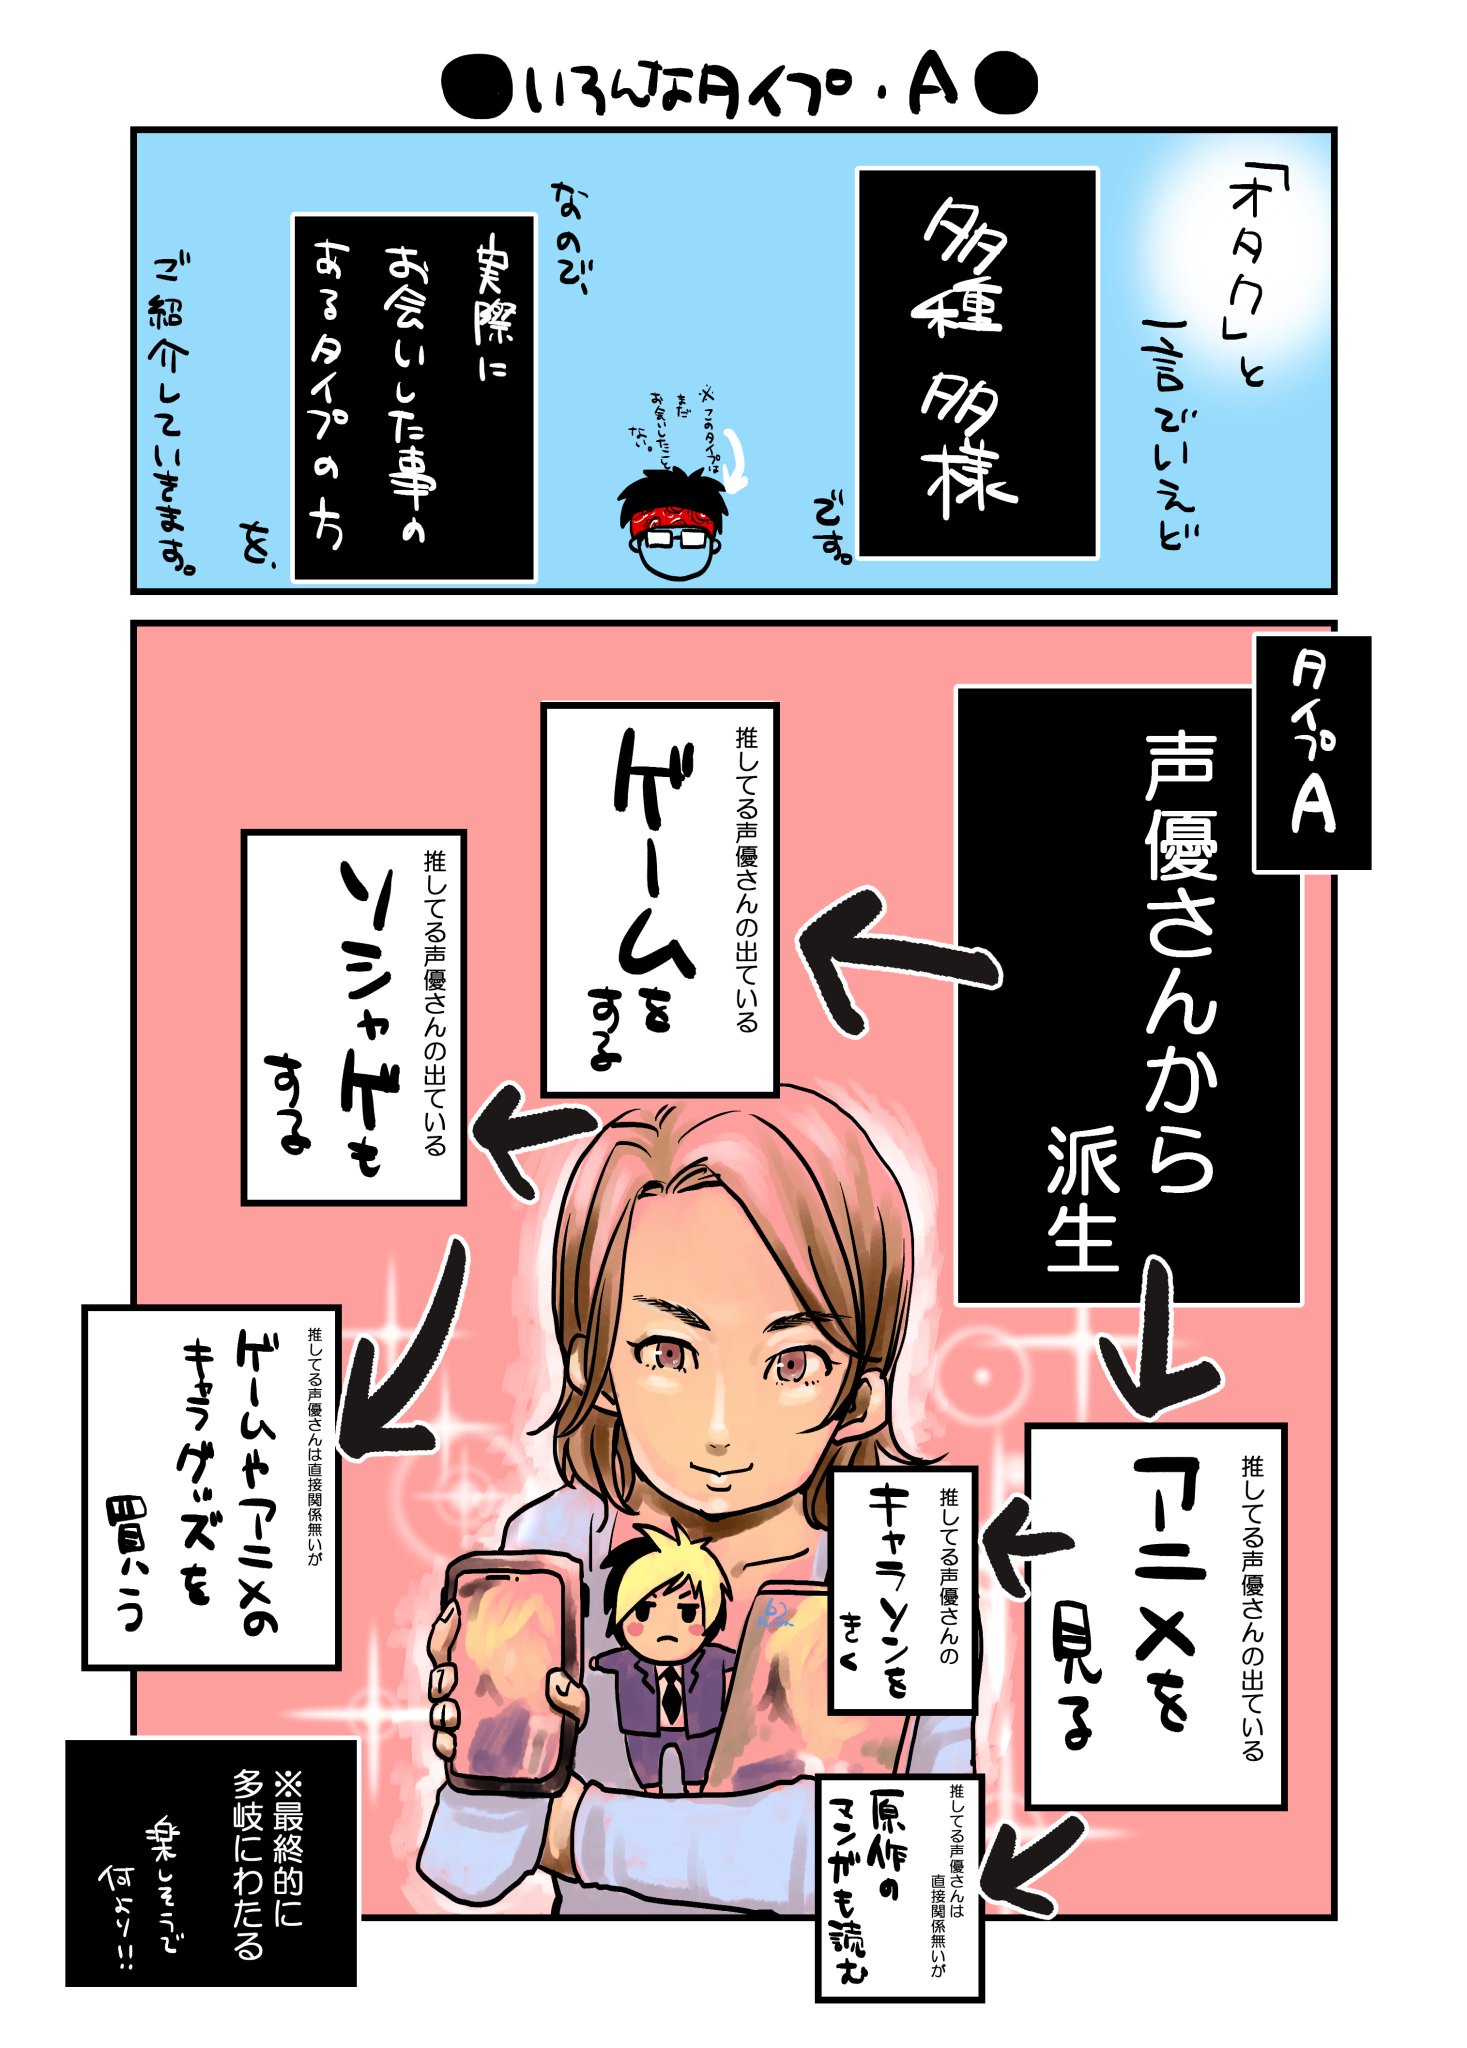 ●いろんなタイプ・A●
「オタク」と
一言でいえど
多種多様
です。
※このタイプは
まだ
お会いしたこと
ない。
なので、
実際に
お会いした事の
あるタイプの方
を、
ご紹介していきます。
タイプA
声優さんから
派生
推してる声優さんの出ている
ゲームを
する
推してる声優さんの出ている
ソシャゲも
する
推してる声優さんは直接関係無いが
ゲームやアニメの
キャラグッズを
買う
推してる声優さんの出ている
アニメを
見る
推してる声優さんの
キャラソンを
きく
推してる声優さんは
直接関係無いが
原作の
マンガも読む
※最終的に
多岐にわたる
楽しそうで
何より!!